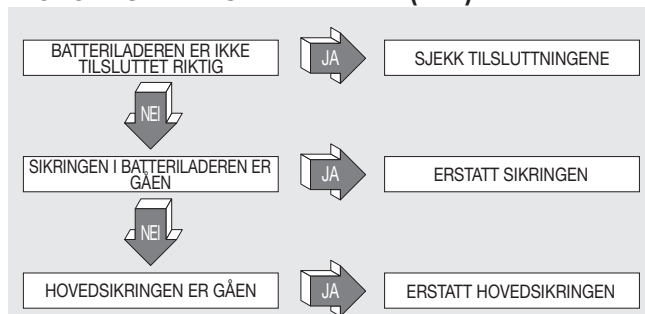 BATTERILADEREN ER IKKE
TILSLUTTET RIKTIG
JA
SJEKK TILSLUTTNINGENE
NEI
SIKRINGEN I BATTERILADEREN ER
GÅEN
JA
ERSTATT SIKRINGEN
NEI
HOVEDSIKRINGEN ER GÅEN
JA
ERSTATT HOVEDSIKRINGEN